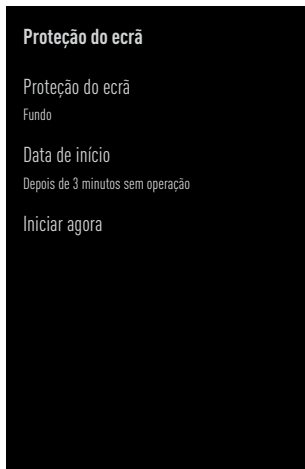 Proteção do ecrã
Proteção do ecrã
Fundo
Data de início
Depois de 3 minutos sem operação
Iniciar agora